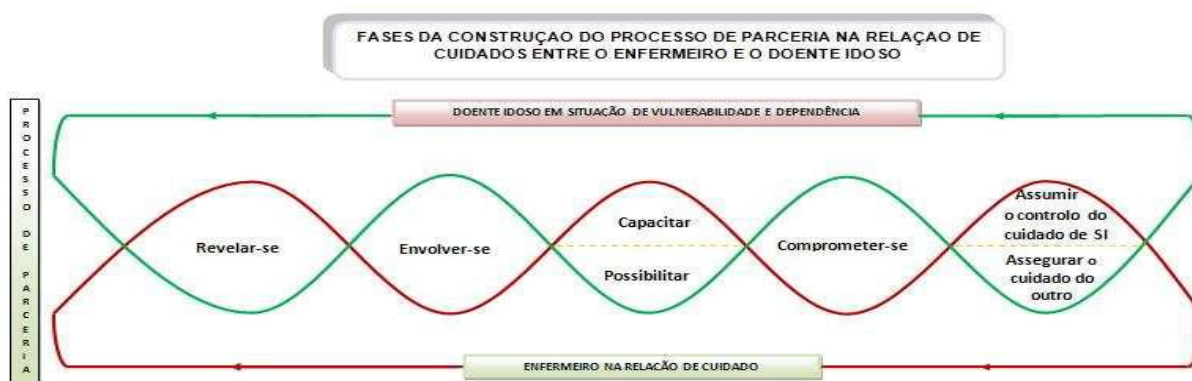 FASES DA CONSTRUÇAO DO PROCESSO DE PARCERIA NA RELAÇAO DE
CUIDADOS ENTRE O ENFERMEIRO E O DOENTE IDOSO
PROCESSO DE PARCERIA
DOENTE IDOSO EM SITUAÇÃO DE VULNERABILIDADE E DEPENDÊNCIA
Revelar-se
Envolver-se
Capacitar
Possibilitar
Comprometer-se
Assumir
o controlo do
cuidado de SI
Assegurar o
cuidado do
outro
ENFERMEIRO NA RELAÇÃO DE CUIDADO